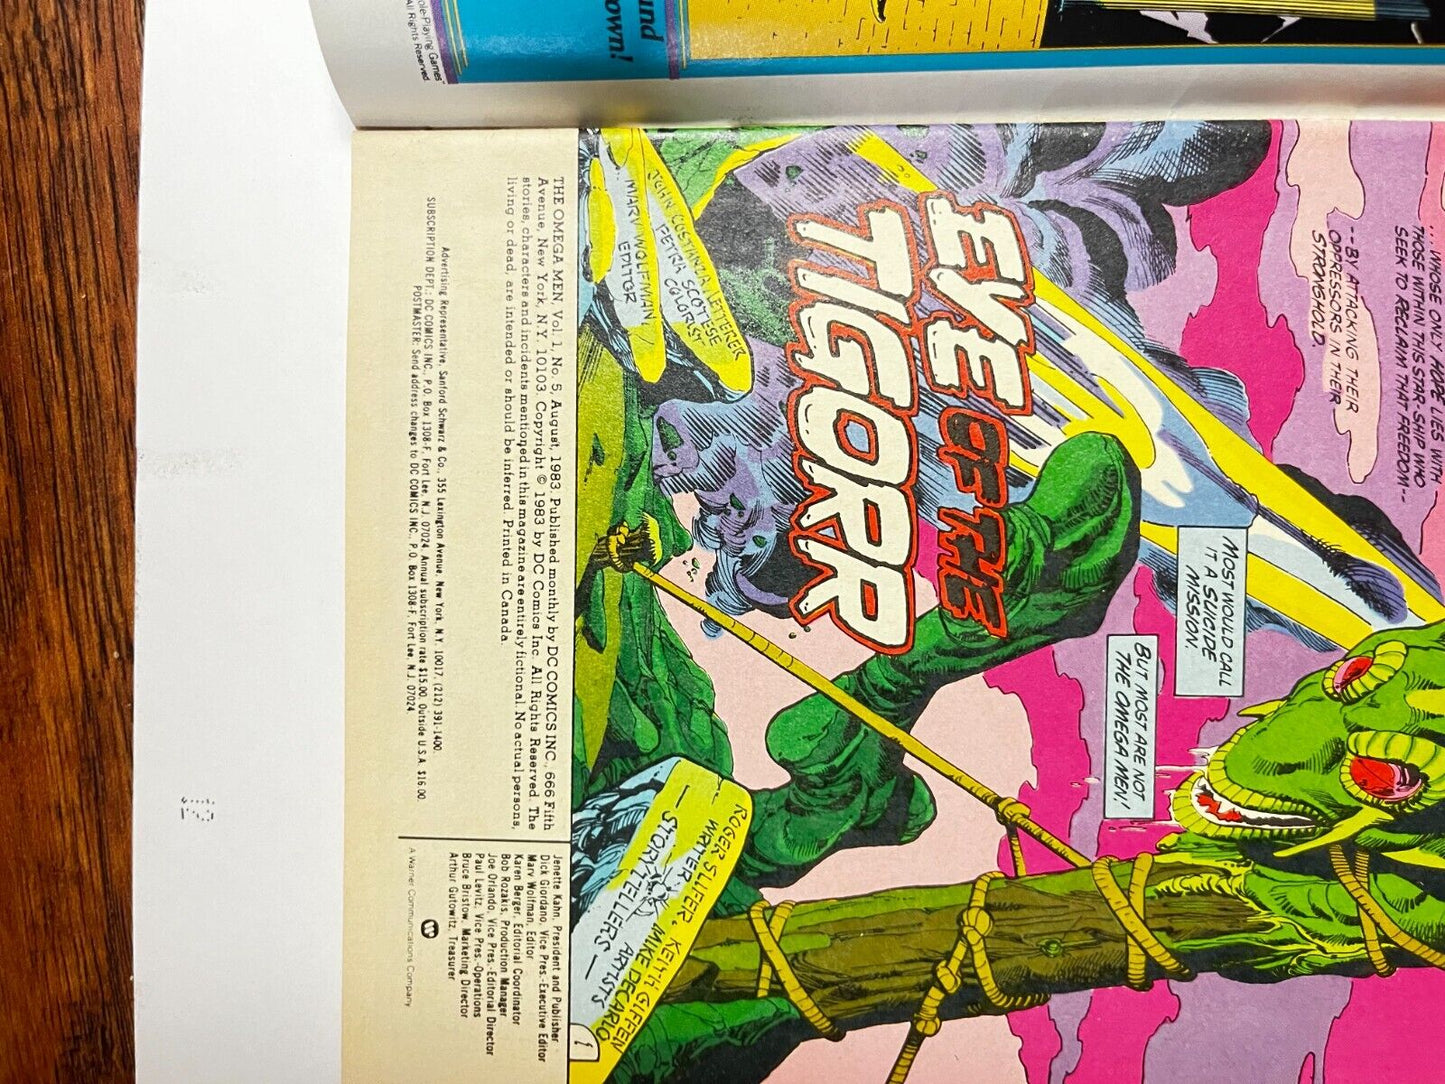 ole-Playing Games
All Rights Reserved
und
own!
...WHOSE ONLY HOPE LIES WITH
THOSE WITHIN THIS STAR-SHIP WHO
SEEK TO RECLAIM THAT FREEDOM--
--BY ATTACKING THE
OPPRESSORS IN THEIR
STRONGHOLD
MOST WOULD CALL
IT A SUICIDE
MISSION.
BUT MOST ARE NOT
THE OMEGA MEN!
EYE OF THE
TIGORR
JOHN COSTANZA LETTERER
PETRA SCOTESE
COLORIST
MARV WOLFMAN
EDITOR
ROGER SLIFER, KEITH GIFFEN
WRITER MIKE DECARLO
ARTISTS
— STORYTELLERS —
1
THE OMEGA MEN, Vol. 1, No. 5, August, 1983. Published monthly by DC COMICS INC., 666 Fifth
Avenue, New York, N.Y. 10103. Copyright © 1983 by DC Comics Inc. All Rights Reserved. The
stories, characters and incidents mentioned in this magazine are entirely fictional. No actual persons,
living or dead, are intended or should be inferred. Printed in Canada.
Advertising Representative, Sanford Schwarz & Co., 355 Lexington Avenue, New York, N.Y. 10017, (212) 391-1400.
SUBSCRIPTION DEPT.: DC COMICS INC., P.O. Box 1308-F, Fort Lee, N.J. 07024. Annual subscription rate $15.00. Outside U.S.A. $16.00.
POSTMASTER: Send address changes to DC COMICS INC., P.O. Box 1308-F, Fort Lee, N.J. 07024
Jenette Kahn, President and Publisher
Dick Giordano, Vice Pres.-Executive Editor
Marv Wolfman, Editor
Karen Berger, Editorial Coordinator
Bob Rozakis, Production Manager
Joe Orlando, Vice Pres.-Editorial Director
Paul Levitz, Vice Pres.-Operations
Bruce Bristow, Marketing Director
Arthur Gutowitz, Treasurer
A Warner Communications Company